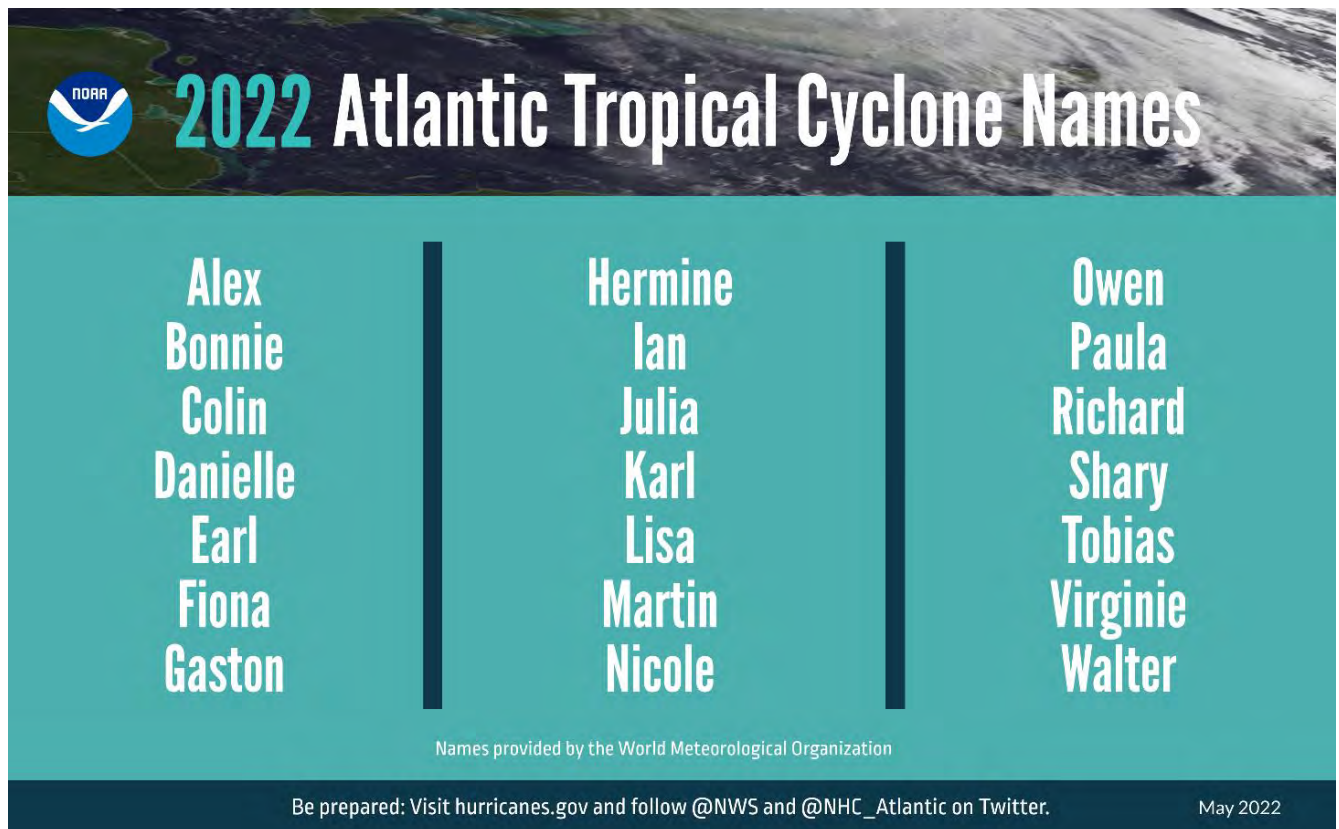 NOAA
2022 Atlantic Tropical Cyclone Names
Alex
Bonnie
Colin
Danielle
Earl
Fiona
Gaston
Hermine
Ian
Julia
Karl
Lisa
Martin
Nicole
Owen
Paula
Richard
Shary
Tobias
Virginie
Walter
Names provided by the World Meteorological Organization
Be prepared: Visit hurricanes.gov and follow @NWS and @NHC_Atlantic on Twitter.
May 2022